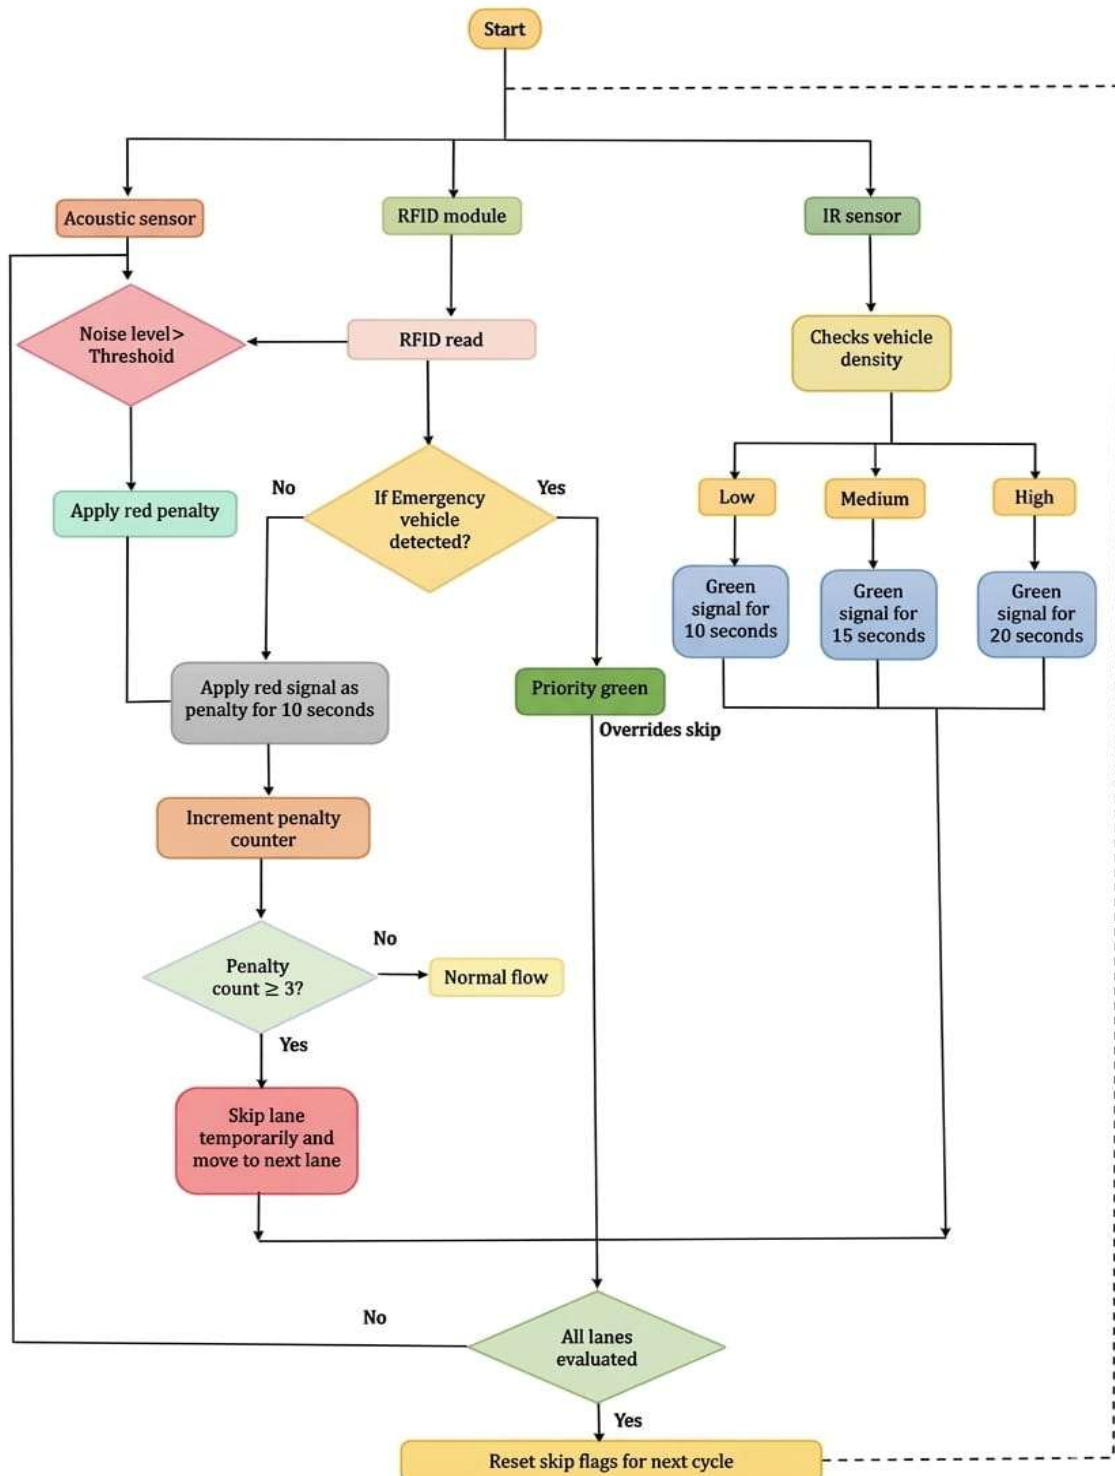 Start
Acoustic sensor
RFID module
IR sensor
Noise level>
Threshold
RFID read
Checks vehicle
density
No
If Emergency
vehicle
detected?
Yes
Low
Medium
High
Apply red penalty
Green
signal for
10 seconds
Green
signal for
15 seconds
Green
signal for
20 seconds
Apply red signal as
penalty for 10 seconds
Priority green
Overrides skip
Increment penalty
counter
Penalty
count ≥ 3?
No
Normal flow
Yes
Skip lane
temporarily and
move to next lane
No
All lanes
evaluated
Yes
Reset skip flags for next cycle